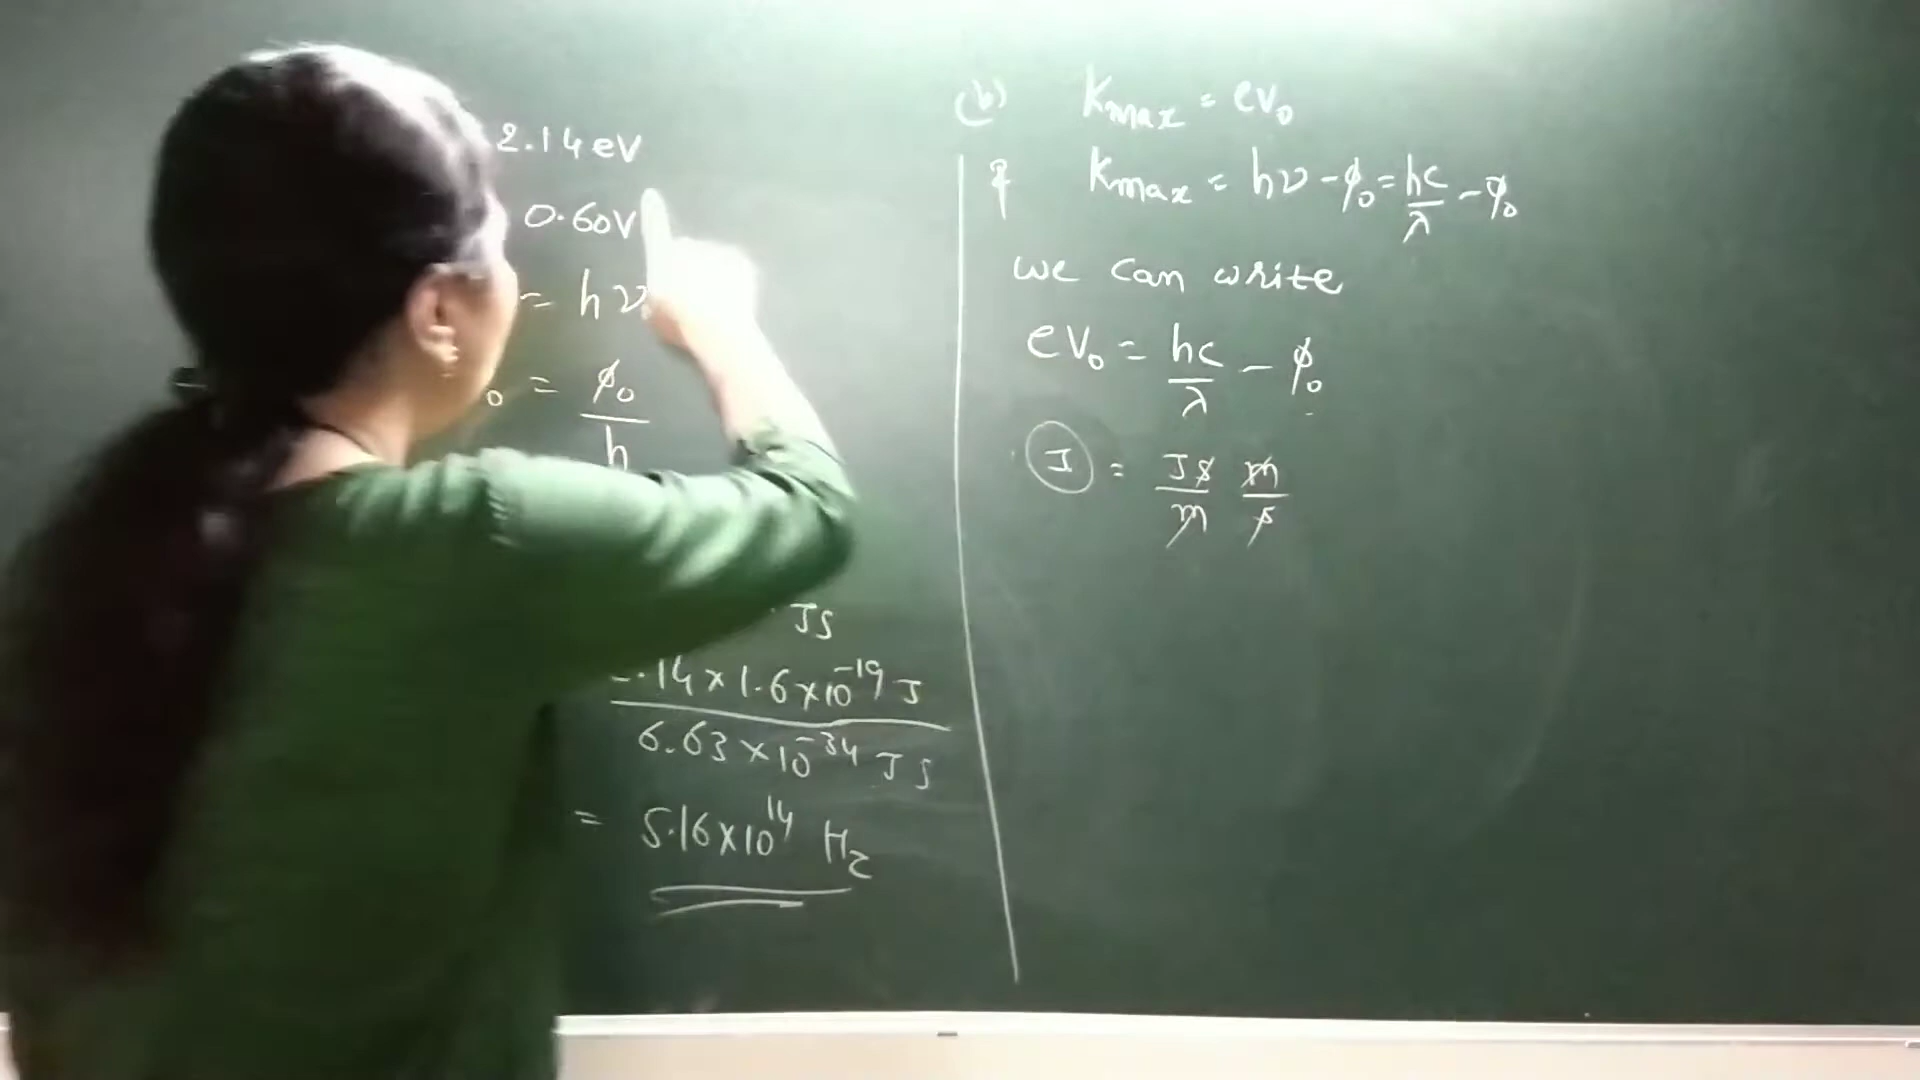 2.14 eV
0.60V
= hν
₀ = φ₀/h
JS
.14 × 1.6 × 10⁻¹⁹ J
6.63 × 10⁻³⁴ JS
= 5.16 × 10¹⁴ Hz
(b) Kmax = eV₀
Kmax = hν - φ₀ = hc/λ - φ₀
we can write
eV₀ = hc/λ - φ₀
J = Js/m m/s